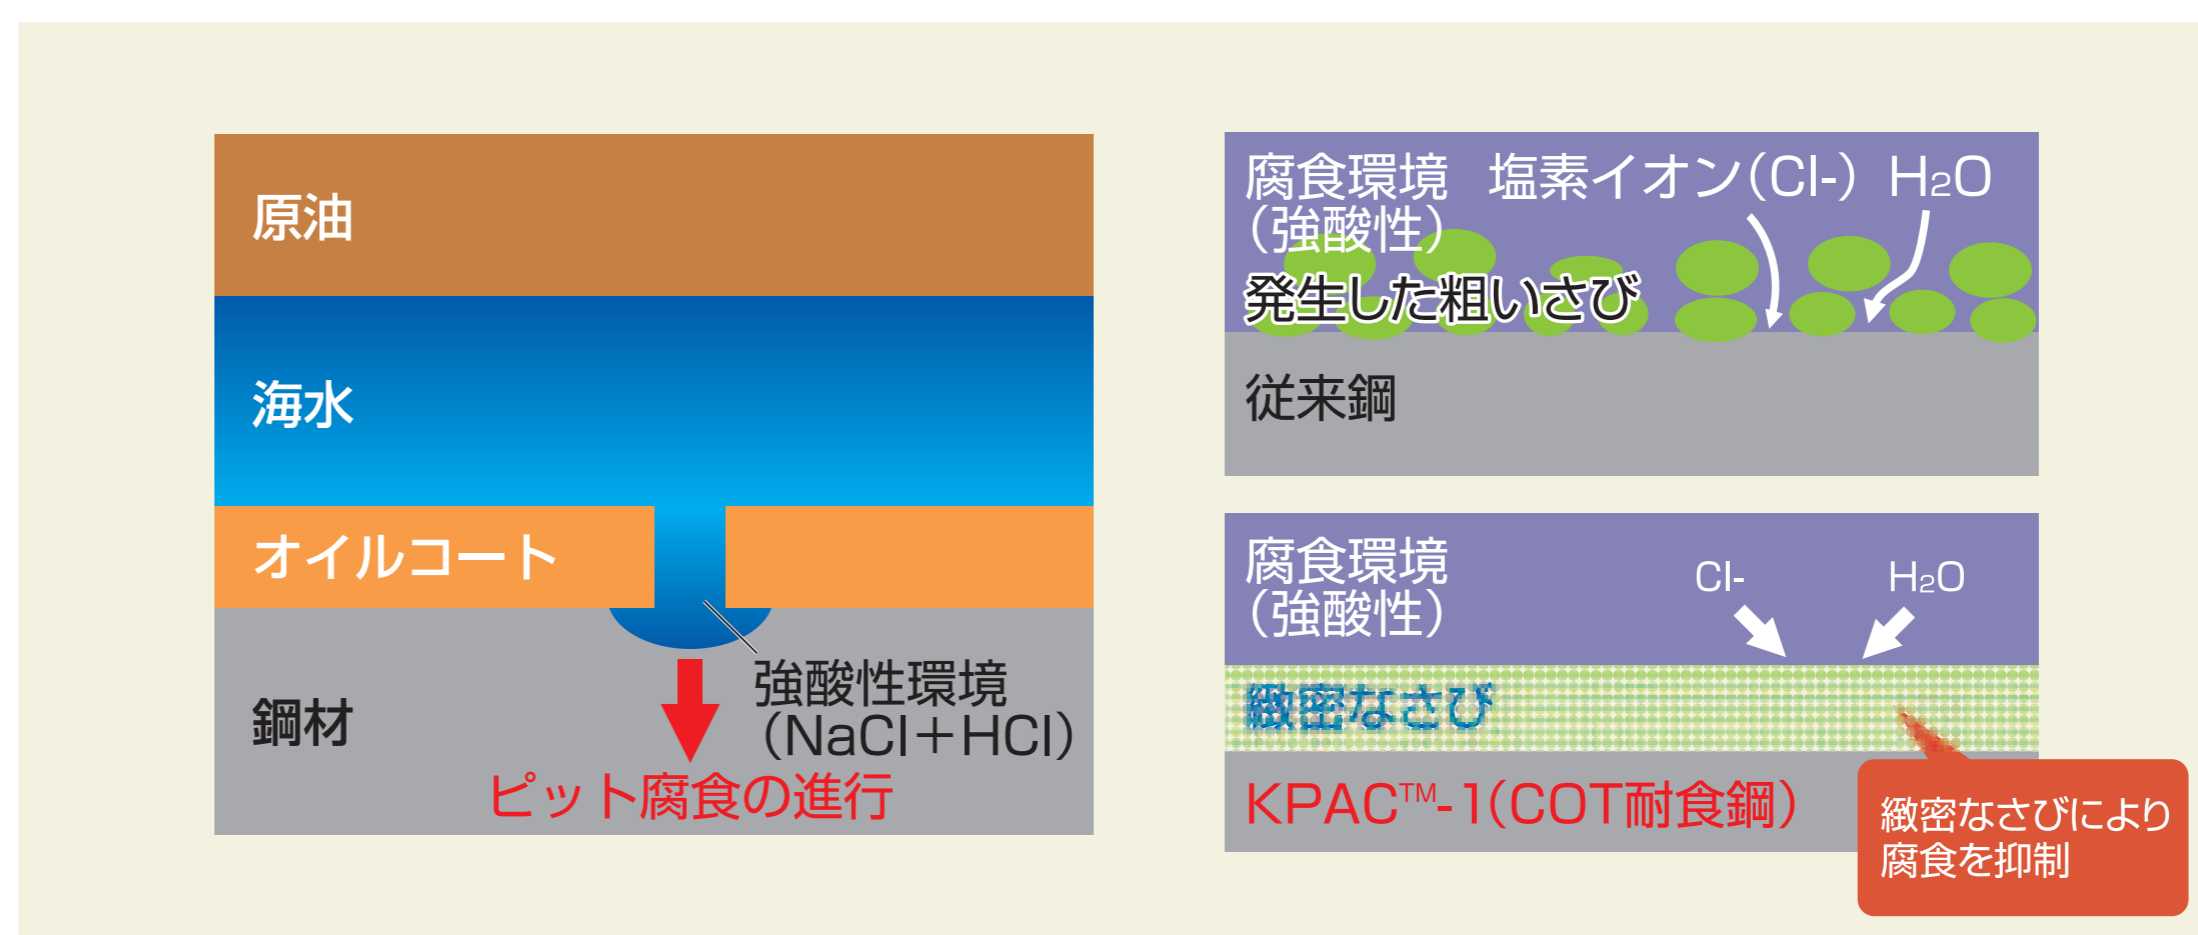 原油
海水
オイルコート
鋼材
強酸性環境
（NaCl＋HCl）
ピット腐食の進行
腐食環境 塩素イオン（Cl-） H₂O
（強酸性）
発生した粗いさび
従来鋼
腐食環境
（強酸性）
Cl- H₂O
緻密なさび
KPAC™-1（COT耐食鋼）
緻密なさびにより
腐食を抑制